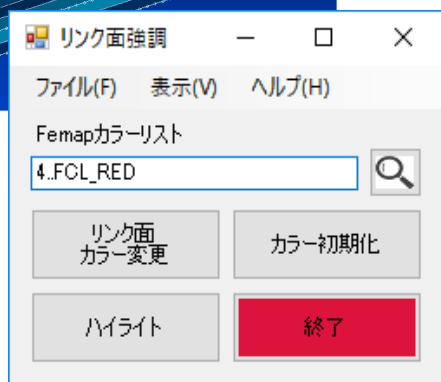 リンク面強調
ファイル(F) 表示(V) ヘルプ(H)
Femapカラーリスト
4..FCL_RED
リンク面
カラー変更
カラー初期化
ハイライト
終了